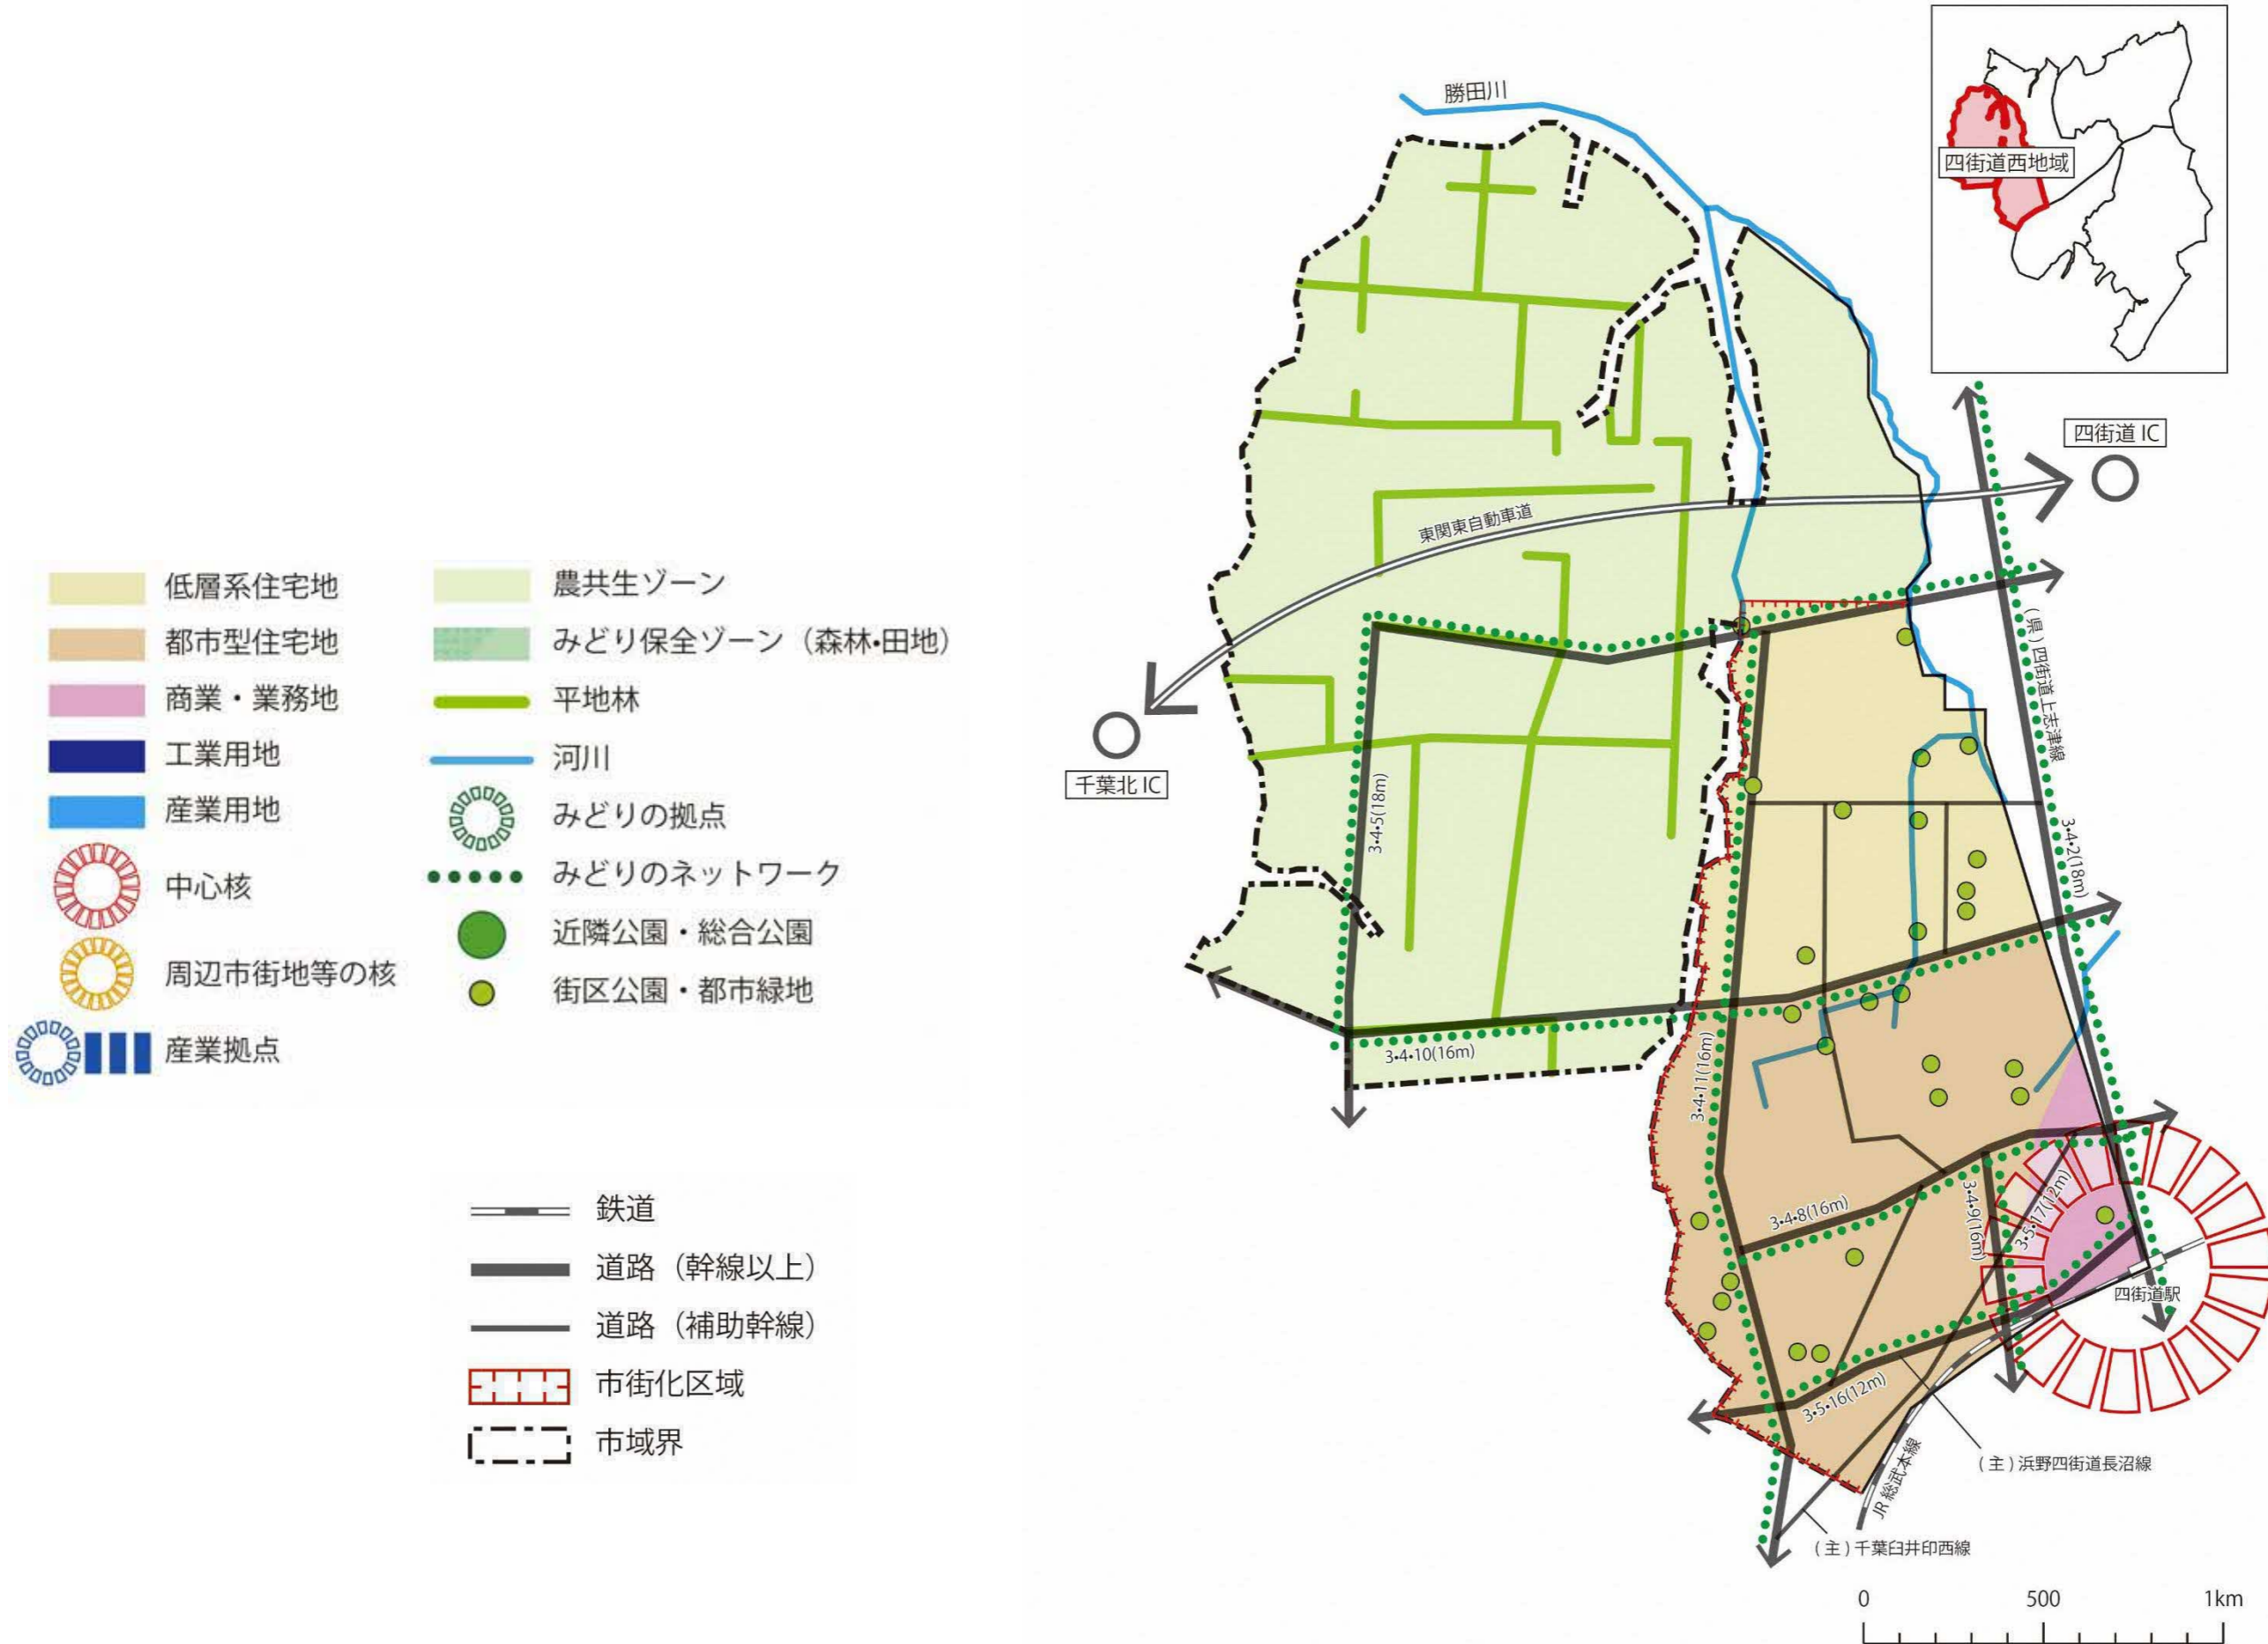 低層系住宅地
都市型住宅地
商業・業務地
工業用地
産業用地
中心核
周辺市街地等の核
産業拠点
農共生ゾーン
みどり保全ゾーン（森林•田地）
平地林
河川
みどりの拠点
みどりのネットワーク
近隣公園・総合公園
街区公園・都市緑地
鉄道
道路（幹線以上）
道路（補助幹線）
市街化区域
市域界
勝田川
四街道西地域
四街道 IC
東関東自動車道
千葉北 IC
(県) 四街道上志津線
3•4•5(18m)
3•4•2(18m)
3•4•10(16m)
3•4•11(16m)
3•4•8(16m)
3•4•9(16m)
3•5•17(12m)
四街道駅
3•5•16(12m)
(主) 浜野四街道長沼線
JR 総武本線
(主) 千葉臼井印西線
0 500 1km